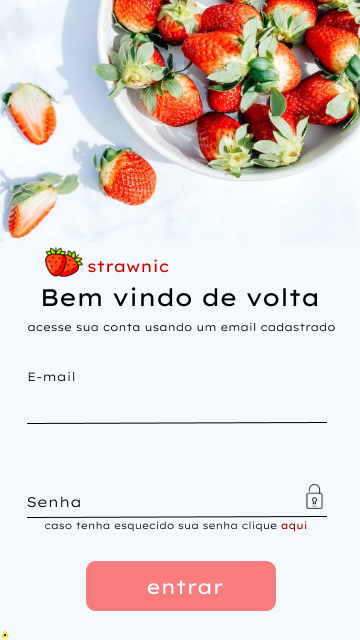 strawnic
Bem vindo de volta
acesse sua conta usando um email cadastrado
E-mail
Senha
caso tenha esquecido sua senha clique aqui
entrar